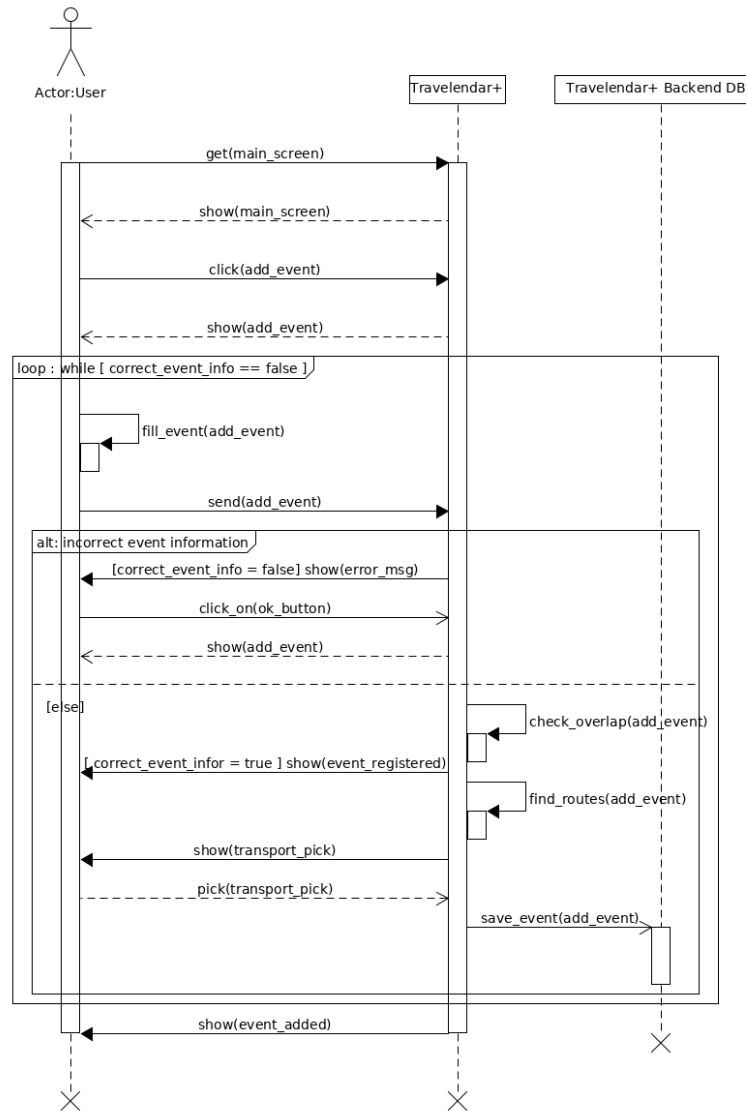 Actor:User
Travelendar+
Travelendar+ Backend DB
get(main_screen)
show(main_screen)
click(add_event)
show(add_event)
loop : while [ correct_event_info == false ]
fill_event(add_event)
send(add_event)
alt: incorrect event information
[correct_event_info = false] show(error_msg)
click_on(ok_button)
show(add_event)
[else]
check_overlap(add_event)
[ correct_event_infor = true ] show(event_registered)
find_routes(add_event)
show(transport_pick)
pick(transport_pick)
save_event(add_event)
show(event_added)